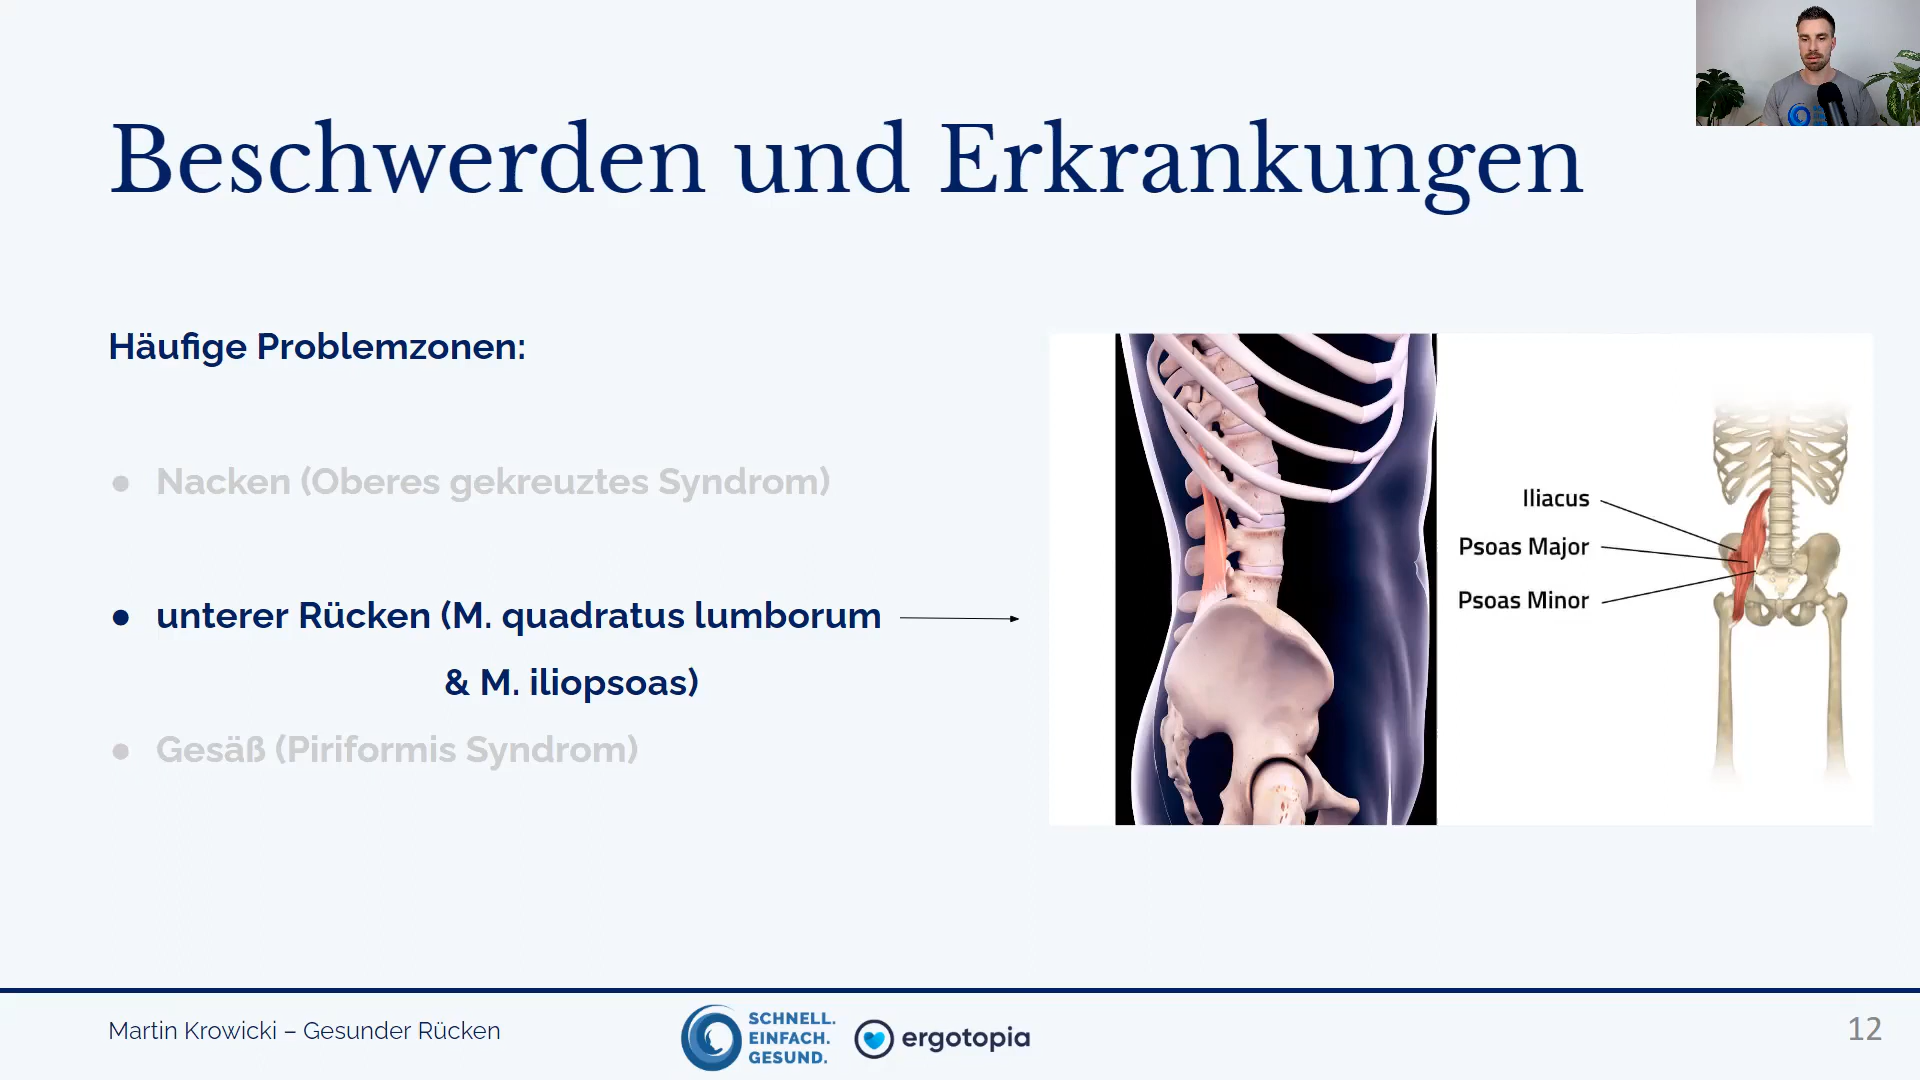 Beschwerden und Erkrankungen
Häufige Problemzonen:
● Nacken (Oberes gekreuztes Syndrom)
● unterer Rücken (M. quadratus lumborum
& M. iliopsoas)
● Gesäß (Piriformis Syndrom)
Iliacus
Psoas Major
Psoas Minor
Martin Krowicki – Gesunder Rücken
SCHNELL.
EINFACH.
GESUND.
ergotopia
12